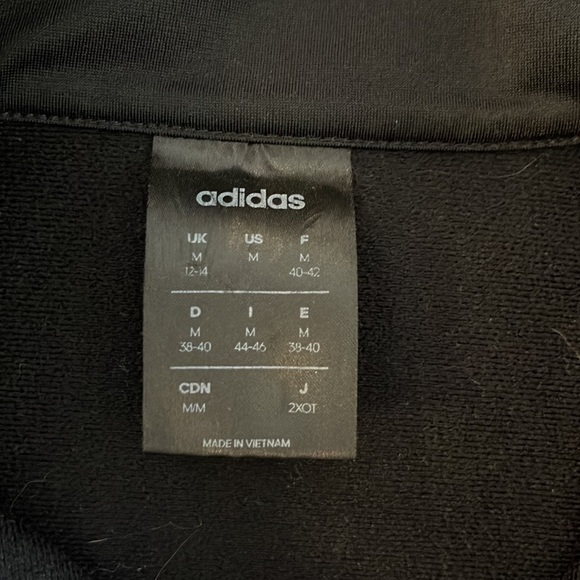 adidas
UK US F
M M M
12-14 40-42
D I E
M M M
38-40 44-46 38-40
CDN J
M/M 2XOT
MADE IN VIETNAM